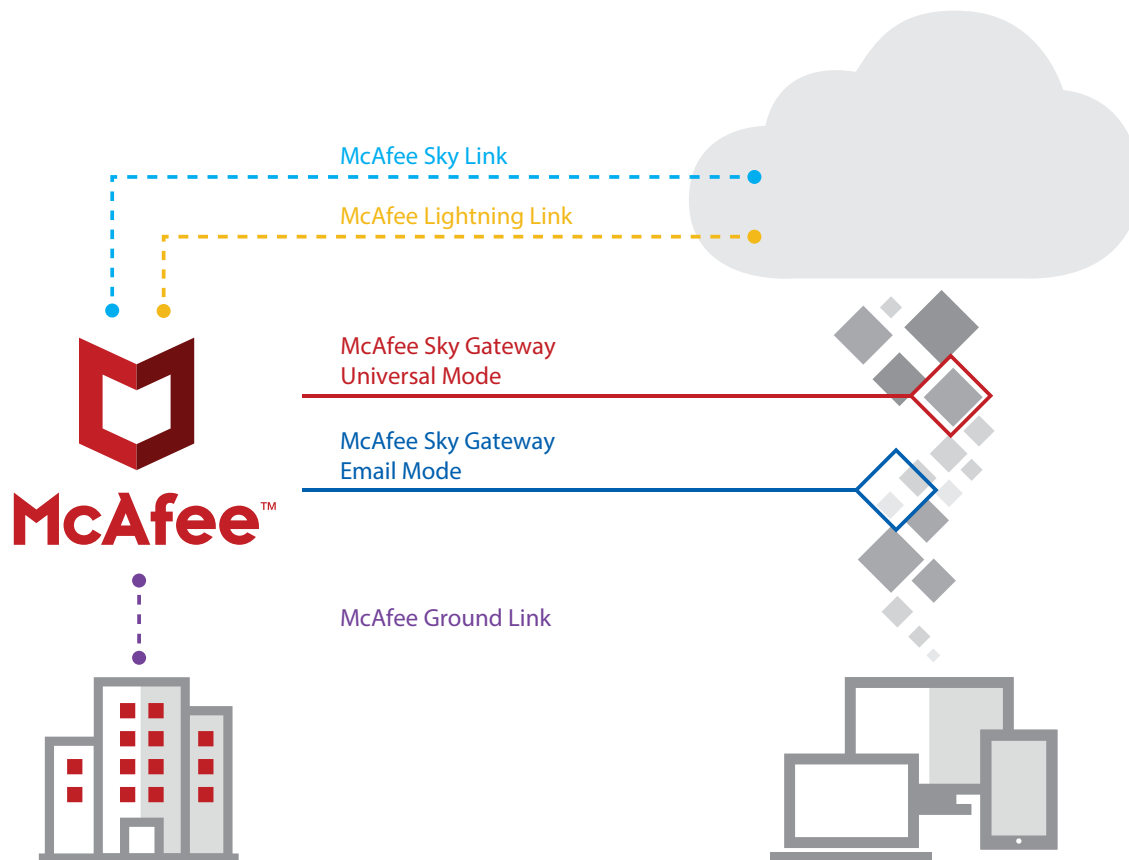 McAfee Sky Link
McAfee Lightning Link
McAfee Sky Gateway
Universal Mode
McAfee Sky Gateway
Email Mode
McAfee™
McAfee Ground Link